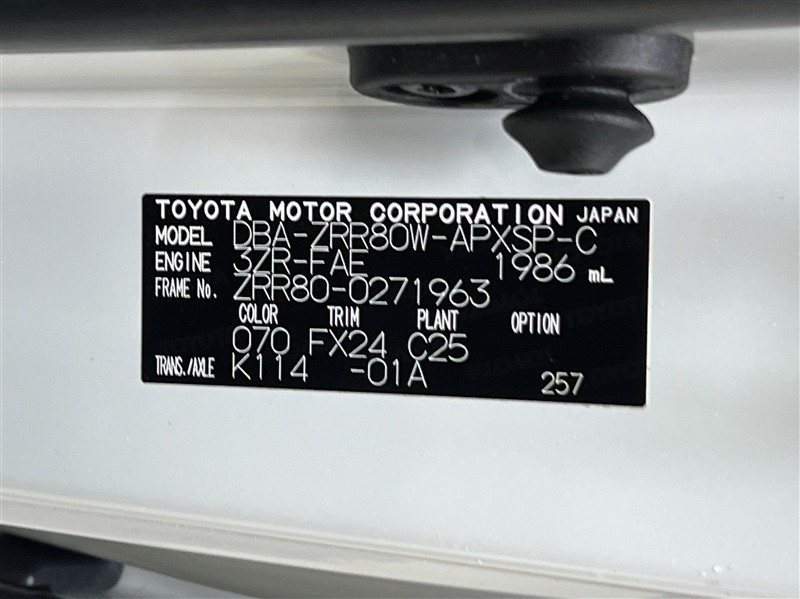 TOYOTA MOTOR CORPORATION JAPAN
MODEL DBA-ZRR80W-APXSP-C
ENGINE 3ZR-FAE 1986 mL
FRAME No. ZRR80-0271963
COLOR TRIM PLANT OPTION
070 FX24 C25
TRANS./AXLE K114 -01A 257